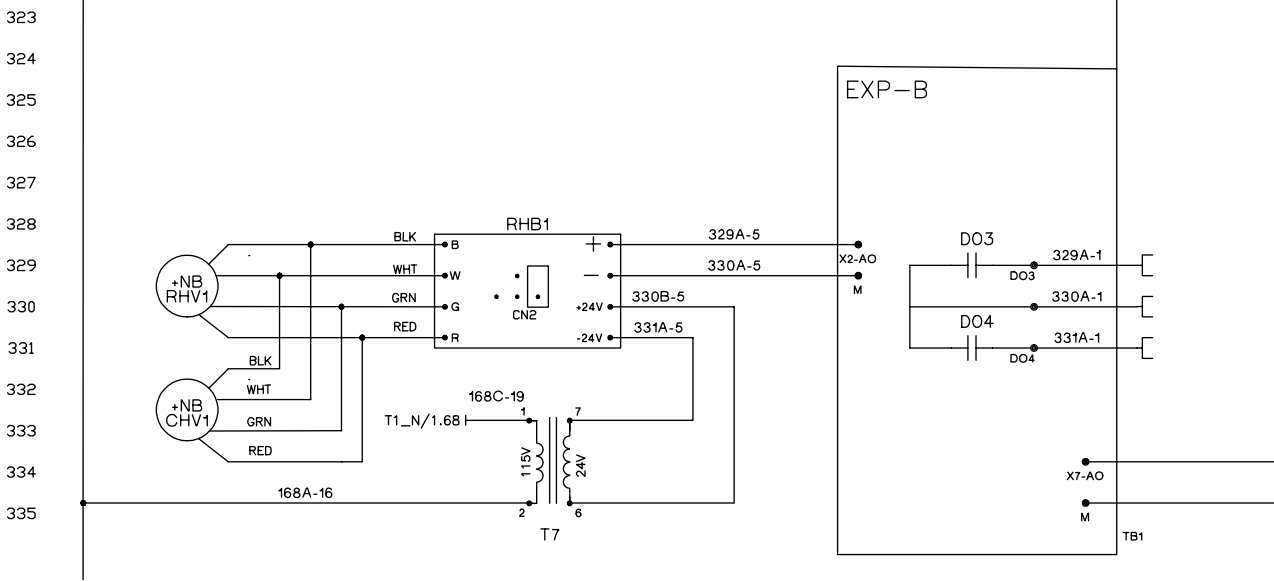 323
324
EXP-B
325
326
327
328
RHB1
BLK
B
+
329A-5
DO3
329
+NB
RHV1
WHT
W
—
330A-5
X2-AO
M
DO3
329A-1
330
GRN
G
CN2
+24V
330B-5
330A-1
331
RED
R
-24V
331A-5
DO4
DO4
331A-1
BLK
332
+NB
CHV1
WHT
168C-19
333
GRN
T1_N/1.68
1
7
RED
115V
24V
334
X7-AO
168A-16
335
2
6
M
T7
TB1